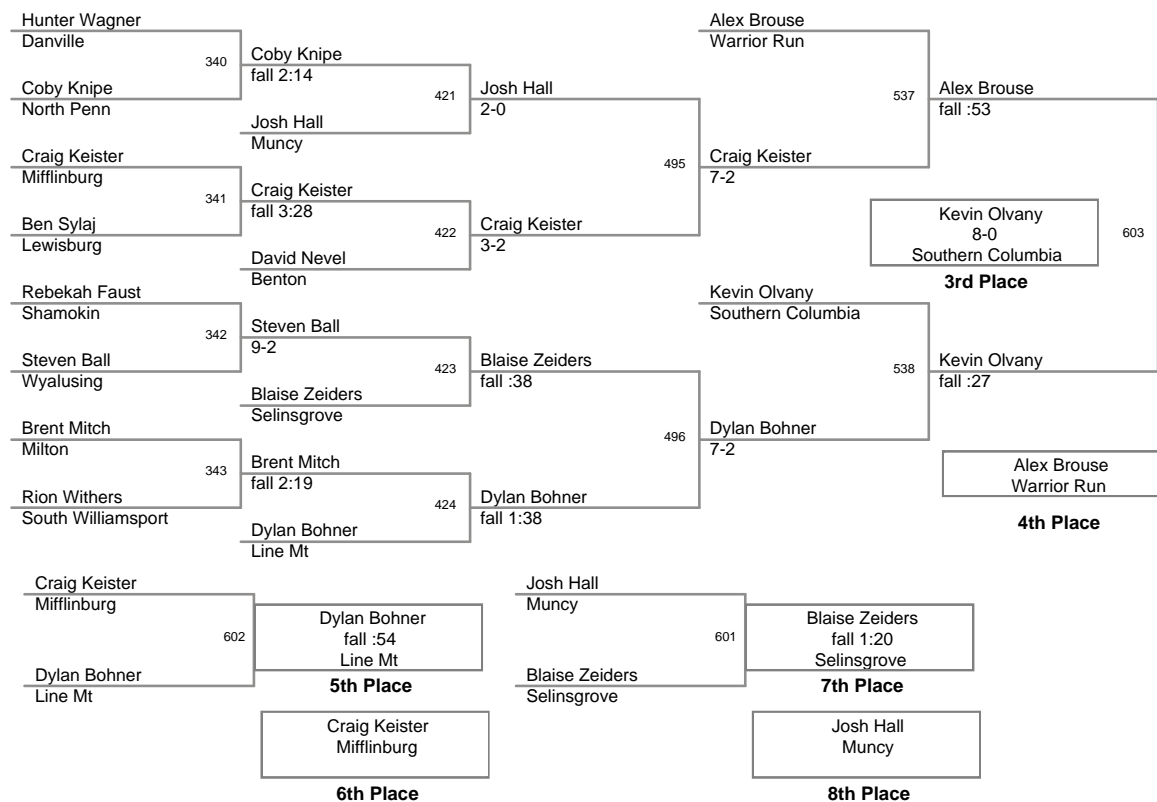 Hunter Wagner
Danville
340
Coby Knipe
North Penn
Coby Knipe
fall 2:14
421
Josh Hall
Muncy
Josh Hall
2-0
Craig Keister
Mifflinburg
341
Ben Sylaj
Lewisburg
Craig Keister
fall 3:28
422
David Nevel
Benton
Craig Keister
3-2
495
Craig Keister
7-2
Alex Brouse
Warrior Run
537
Alex Brouse
fall :53
Rebekah Faust
Shamokin
342
Steven Ball
Wyalusing
Steven Ball
9-2
423
Blaise Zeiders
Selinsgrove
Blaise Zeiders
fall :38
Brent Mitch
Milton
343
Rion Withers
South Williamsport
Brent Mitch
fall 2:19
424
Dylan Bohner
Line Mt
Dylan Bohner
fall 1:38
496
Dylan Bohner
7-2
Kevin Olvany
Southern Columbia
538
Kevin Olvany
fall :27
603
Kevin Olvany
8-0
Southern Columbia
3rd Place
Alex Brouse
Warrior Run
4th Place
Craig Keister
Mifflinburg
602
Dylan Bohner
Line Mt
Dylan Bohner
fall :54
Line Mt
5th Place
Craig Keister
Mifflinburg
6th Place
Josh Hall
Muncy
601
Blaise Zeiders
Selinsgrove
Blaise Zeiders
fall 1:20
Selinsgrove
7th Place
Josh Hall
Muncy
8th Place